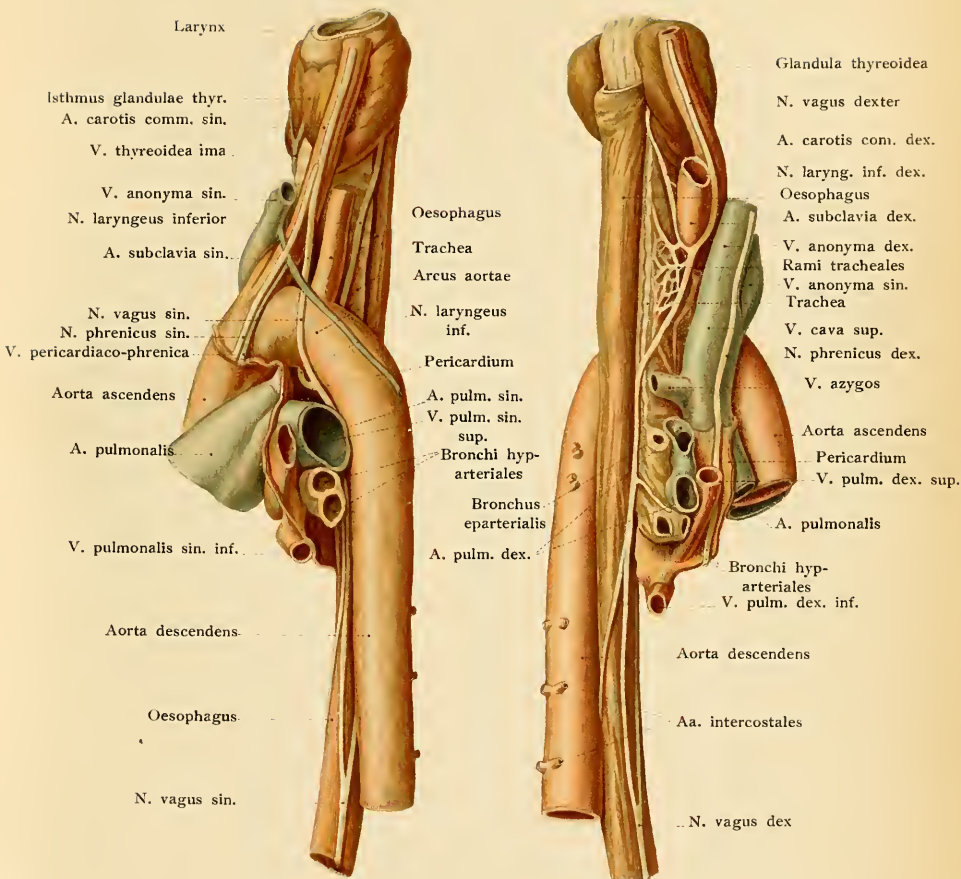 Larynx
Isthmus glandulae thyr.
A. carotis comm. sin.
V. thyreoidea ima
V. anonyma sin.
N. laryngeus inferior
A. subclavia sin.
N. vagus sin.
N. phrenicus sin.
V. pericardiaco-phrenica
Aorta ascendens
A. pulmonalis
V. pulmonalis sin. inf.
Aorta descendens
Oesophagus
N. vagus sin.
Oesophagus
Trachea
Arcus aortae
N. laryngeus
inf.
Pericardium
A. pulm. sin.
V. pulm. sin.
sup.
Bronchi hyp-
arteriales
Bronchus
eparterialis
A. pulm. dex.
Glandula thyreoidea
N. vagus dexter
A. carotis com. dex.
N. laryng. inf. dex.
Oesophagus
A. subclavia dex.
V. anonyma dex.
Rami tracheales
V. anonyma sin.
Trachea
V. cava sup.
N. phrenicus dex.
V. azygos
Aorta ascendens
Pericardium
V. pulm. dex. sup.
A. pulmonalis
Bronchi hyp-
arteriales
V. pulm. dex. inf.
Aorta descendens
Aa. intercostales
N. vagus dex